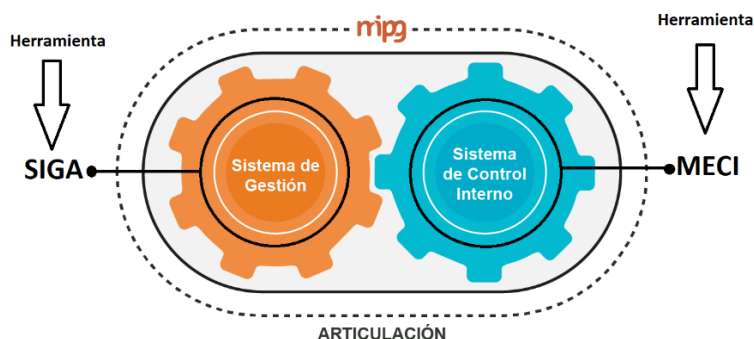 mipg
Herramienta
Herramienta
SIGA
Sistema de
Gestión
Sistema
de Control
Interno
MECI
ARTICULACIÓN